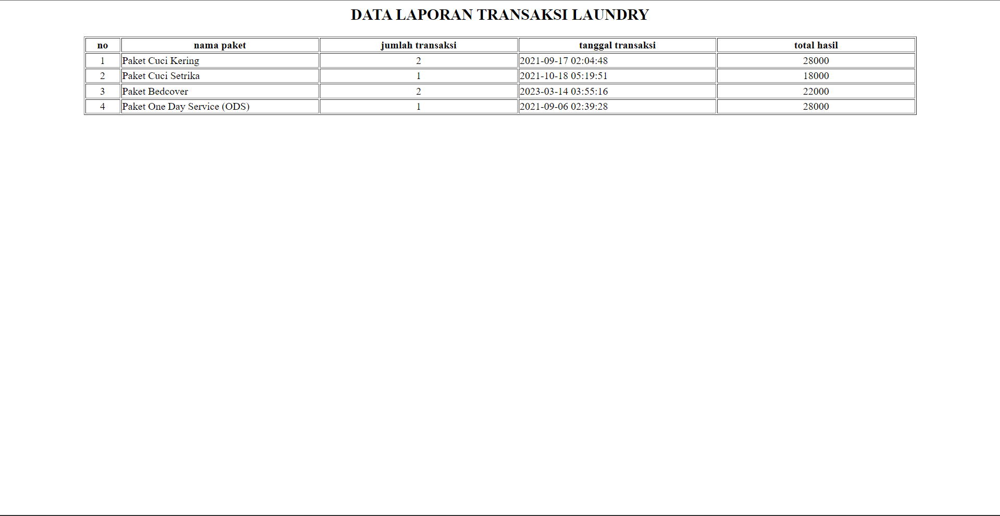 DATA LAPORAN TRANSAKSI LAUNDRY
no nama paket jumlah transaksi tanggal transaksi total hasil
1 Paket Cuci Kering 2 2021-09-17 02:04:48 28000
2 Paket Cuci Setrika 1 2021-10-18 05:19:51 18000
3 Paket Bedcover 2 2023-03-14 03:55:16 22000
4 Paket One Day Service (ODS) 1 2021-09-06 02:39:28 28000